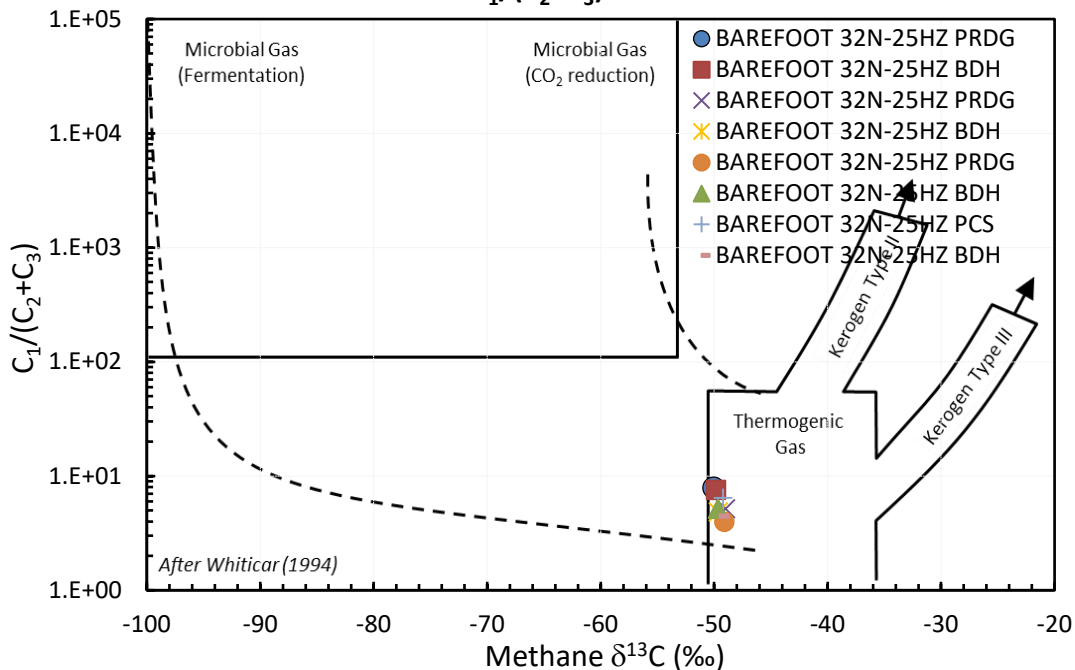 1.E+05
1.E+04
1.E+03
1.E+02
1.E+01
1.E+00
C₁/(C₂+C₃)
Microbial Gas
(Fermentation)
Microbial Gas
(CO₂ reduction)
BAREFOOT 32N-25HZ PRDG
BAREFOOT 32N-25HZ BDH
BAREFOOT 32N-25HZ PRDG
BAREFOOT 32N-25HZ BDH
BAREFOOT 32N-25HZ PRDG
BAREFOOT 32N-25HZ BDH
BAREFOOT 32N-25HZ PCS
BAREFOOT 32N-25HZ BDH
Kerogen Type II
Kerogen Type III
Thermogenic
Gas
After Whiticar (1994)
-100 -90 -80 -70 -60 -50 -40 -30 -20
Methane δ¹³C (‰)